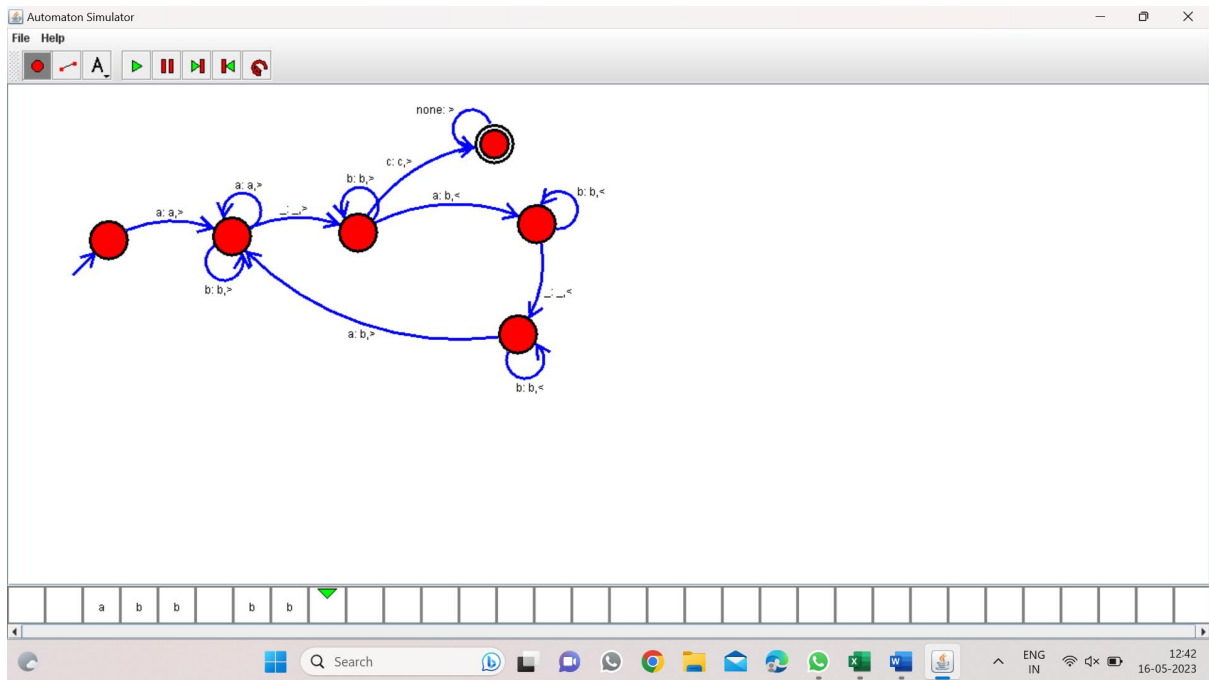 Automaton Simulator
File Help
A
none: >
c: c,>
b: b,>
a: a,>
b: b,<
a: b,<
a: a,>
_: _,>
b: b,>
_: _,<
a: b,>
b: b,<
a b b b b
Search
ENG
IN
12:42
16-05-2023